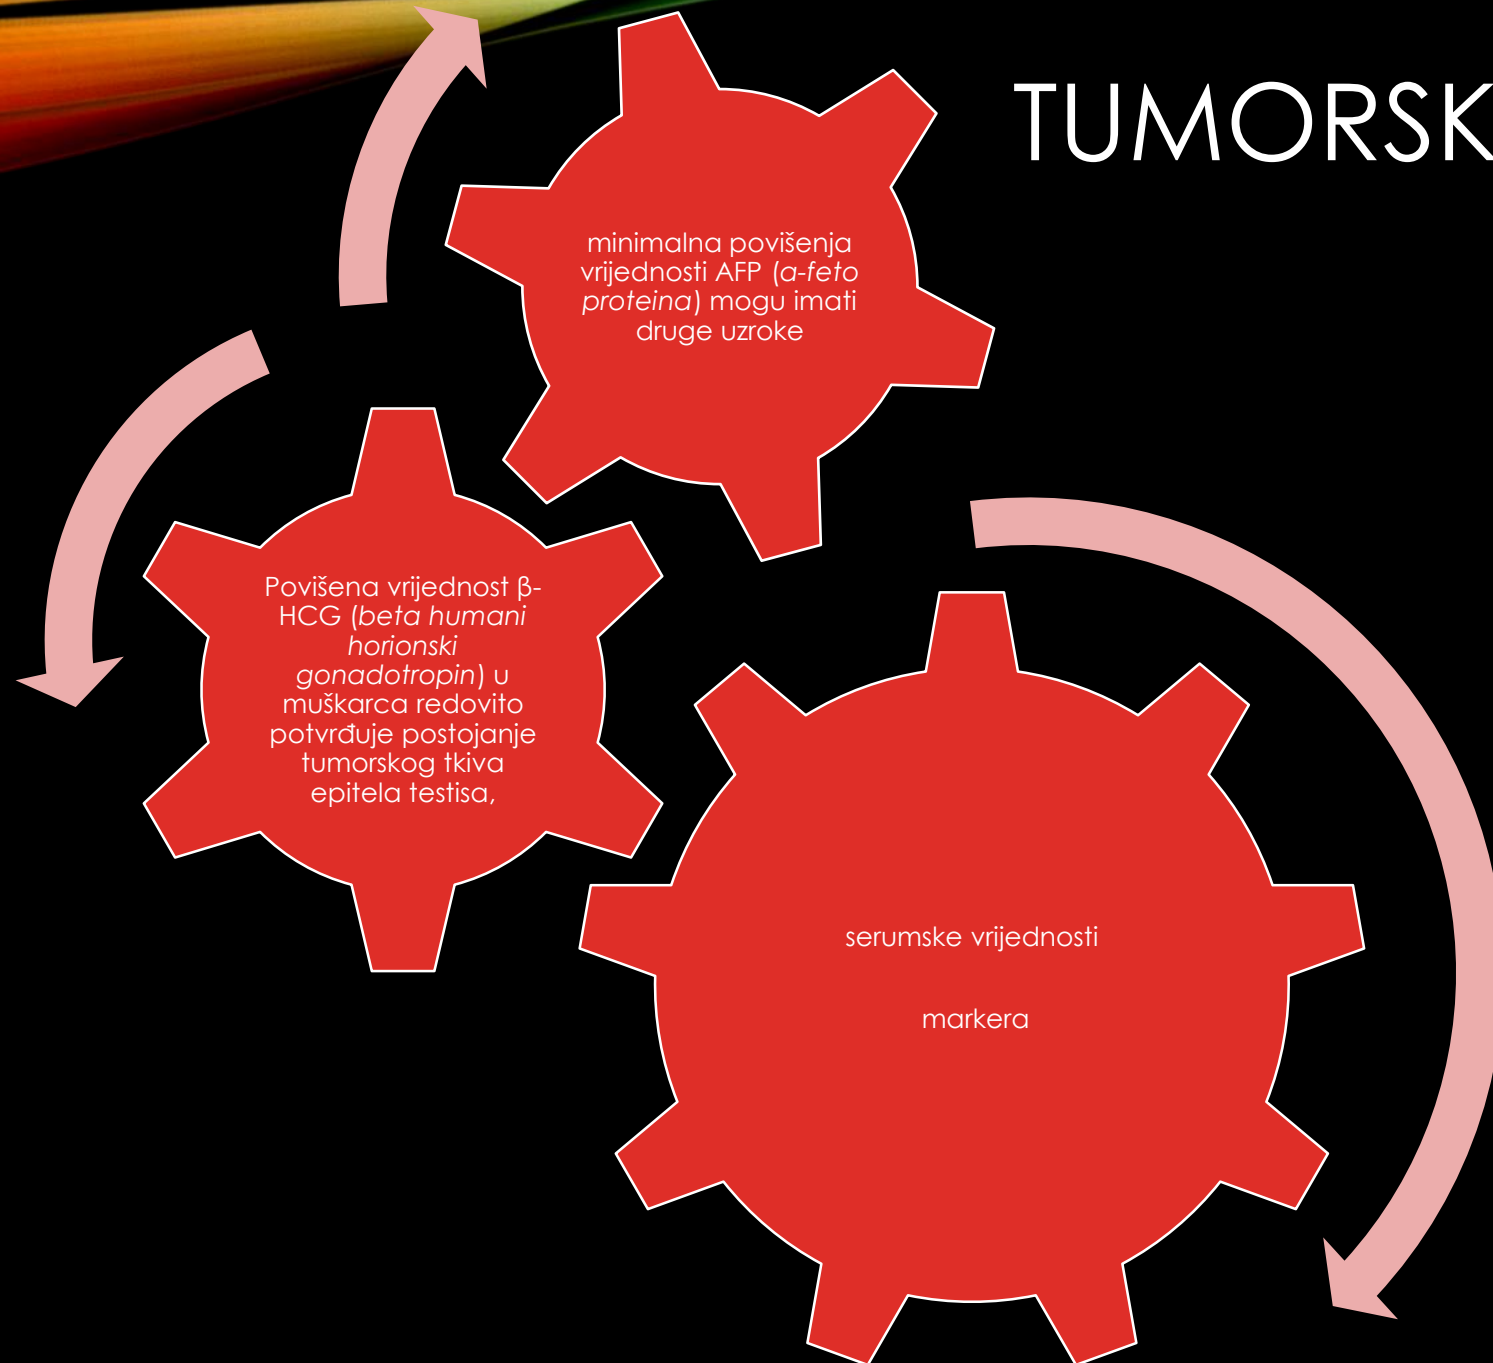 TUMORSK
minimalna povišenja
vrijednosti AFP (a-feto
proteina) mogu imati
druge uzroke
Povišena vrijednost β-
HCG (beta humani
horionski
gonadotropin) u
muškarca redovito
potvrđuje postojanje
tumorskog tkiva
epitela testisa,
serumske vrijednosti
markera